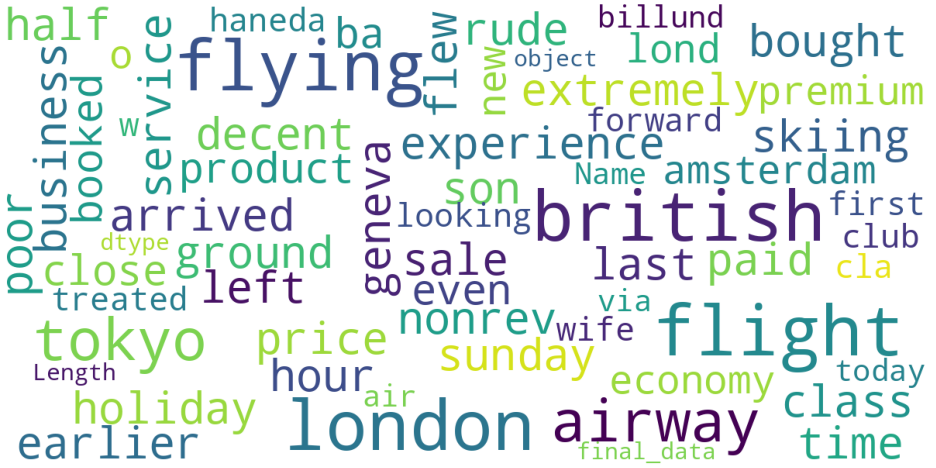 half
haneda
ba
flew
rude
billund
lond
bought
o
service
flying
new
object
business
booked
w
decent
extremely
premium
forward
experience
skiing
product
geneva
son
Name
amsterdam
poor
arrived
looking
british
first
dtype
ground
sale
last
paid
club
close
treated
left
even
via
cla
nonrev
wife
flight
tokyo
price
sunday
Length
hour
air
economy
today
holiday
london
airway
class
earlier
final_data
time